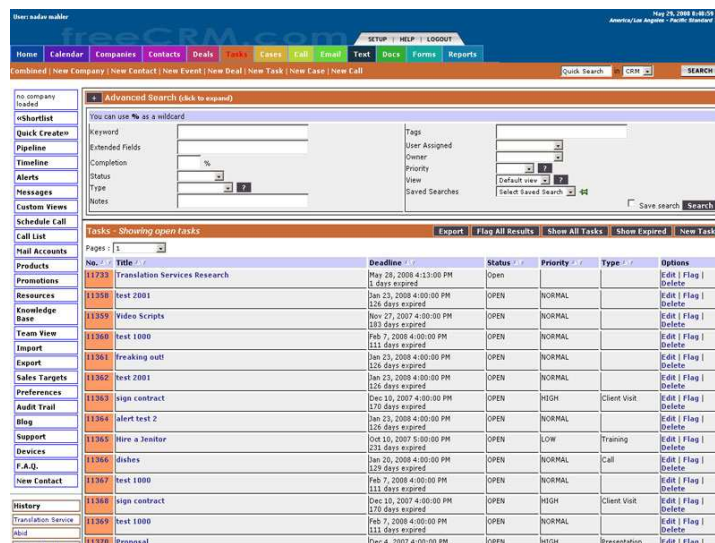 User: nadav mahler
May 29, 2008 8:48:59
America/Los Angeles - Pacific Standard
freeCRM.com
SETUP | HELP | LOGOUT
Home Calendar Companies Contacts Deals Tasks Cases Call Email Text Docs Forms Reports
Combined | New Company | New Contact | New Event | New Deal | New Task | New Case | New Call
Quick Search in CRM SEARCH
no company loaded
«Shortlist
Quick Create»
Pipeline
Timeline
Alerts
Messages
Custom Views
Schedule Call
Call List
Mail Accounts
Products
Promotions
Resources
Knowledge Base
Team View
Import
Export
Sales Targets
Preferences
Audit Trail
Blog
Support
Devices
F.A.Q.
New Contact
History
Translation Service
Abid
+ Advanced Search (click to expand)
You can use % as a wildcard
Keyword
Extended Fields
Completion %
Status
Type ?
Notes
Tags
User Assigned
Owner
Priority ?
View Default view ?
Saved Searches Select Saved Search
Save search Search
Tasks - Showing open tasks
Export Flag All Results Show All Tasks Show Expired New Task
Pages : 1
No. Title Deadline Status Priority Type Options
11733 Translation Services Research May 28, 2008 4:13:00 PM Open Edit | Flag |
1 days expired Delete
11358 test 2001 Jan 23, 2008 4:00:00 PM OPEN NORMAL Edit | Flag |
126 days expired Delete
11359 Video Scripts Nov 27, 2007 4:00:00 PM OPEN NORMAL Edit | Flag |
183 days expired Delete
11360 test 1000 Feb 7, 2008 4:00:00 PM OPEN NORMAL Edit | Flag |
111 days expired Delete
11361 freaking out! Jan 23, 2008 4:00:00 PM OPEN NORMAL Edit | Flag |
126 days expired Delete
11362 test 2001 Jan 23, 2008 4:00:00 PM OPEN NORMAL Edit | Flag |
126 days expired Delete
11363 sign contract Dec 10, 2007 4:00:00 PM OPEN HIGH Client Visit Edit | Flag |
170 days expired Delete
11364 alert test 2 Jan 23, 2008 4:00:00 PM OPEN NORMAL Edit | Flag |
126 days expired Delete
11365 Hire a Jenitor Oct 10, 2007 5:00:00 PM OPEN LOW Training Edit | Flag |
231 days expired Delete
11366 dishes Jan 20, 2008 4:00:00 PM OPEN NORMAL Call Edit | Flag |
129 days expired Delete
11367 test 1000 Feb 7, 2008 4:00:00 PM OPEN NORMAL Edit | Flag |
111 days expired Delete
11368 sign contract Dec 10, 2007 4:00:00 PM OPEN HIGH Client Visit Edit | Flag |
170 days expired Delete
11369 test 1000 Feb 7, 2008 4:00:00 PM OPEN NORMAL Edit | Flag |
111 days expired Delete
11370 Proposal Dec 4, 2007 4:00:00 PM OPEN HIGH Presentation Edit | Flag |